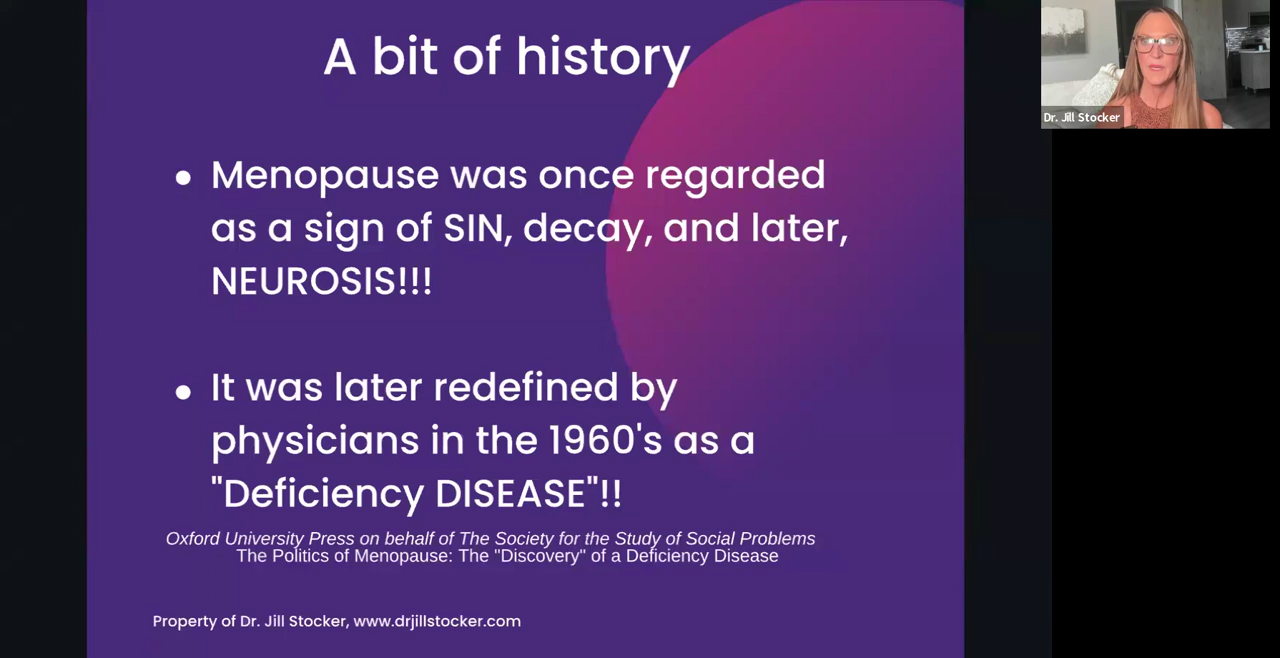 A bit of history
• Menopause was once regarded
as a sign of SIN, decay, and later,
NEUROSIS!!!
• It was later redefined by
physicians in the 1960's as a
"Deficiency DISEASE"!!
Oxford University Press on behalf of The Society for the Study of Social Problems
The Politics of Menopause: The "Discovery" of a Deficiency Disease
Property of Dr. Jill Stocker, www.drjillstocker.com
Dr. Jill Stocker